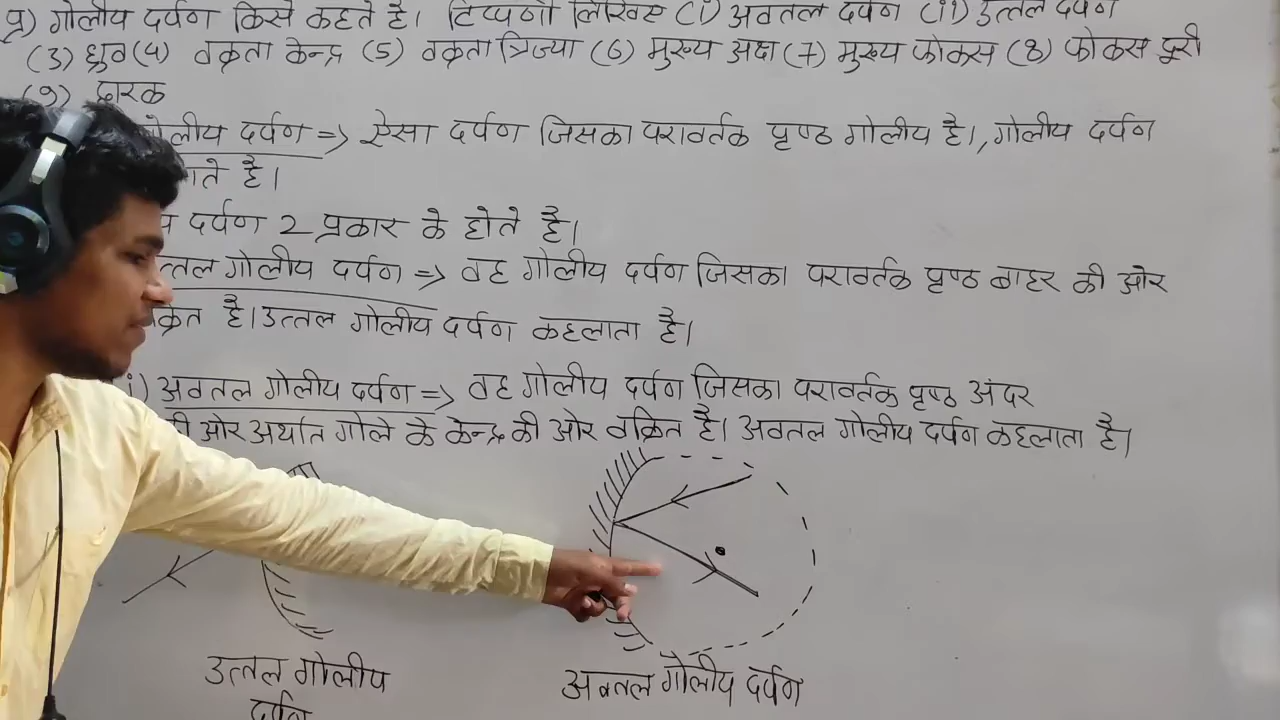 प्र) गोलीय दर्पण किसे कहते है। टिप्पणी लिखिए (i) अवतल दर्पण (ii) उत्तल दर्पण
(3) ध्रुव (4) वक्रता केन्द्र (5) वक्रता त्रिज्या (6) मुख्य अक्ष (7) मुख्य फोकस (8) फोकस दूरी
(9) द्वारक
गोलीय दर्पण => ऐसा दर्पण जिसका परावर्तक पृष्ठ गोलीय है।, गोलीय दर्पण
है।
दर्पण 2 प्रकार के होते है।
त्तल गोलीय दर्पण => वह गोलीय दर्पण जिसका परावर्तक पृष्ठ बाहर की ओर
क्रित है। उत्तल गोलीय दर्पण कहलाता है।
i) अवतल गोलीय दर्पण => वह गोलीय दर्पण जिसका परावर्तक पृष्ठ अंदर
ी ओर अर्थात गोले के केन्द्र की ओर वक्रित है। अवतल गोलीय दर्पण कहलाता है।
उत्तल गोलीय अवतल गोलीय दर्पण
दर्पण